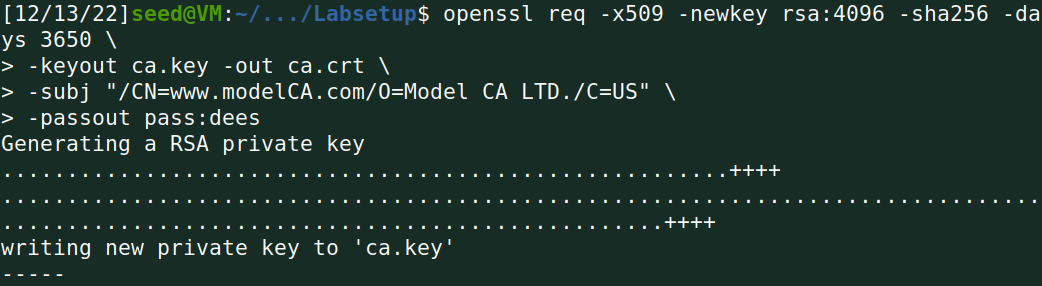 [12/13/22]seed@VM:~/.../Labsetup$ openssl req -x509 -newkey rsa:4096 -sha256 -da
ys 3650 \
> -keyout ca.key -out ca.crt \
> -subj "/CN=www.modelCA.com/O=Model CA LTD./C=US" \
> -passout pass:dees
Generating a RSA private key
........................................................++++
................................................................................
...................................................++++
writing new private key to 'ca.key'
-----